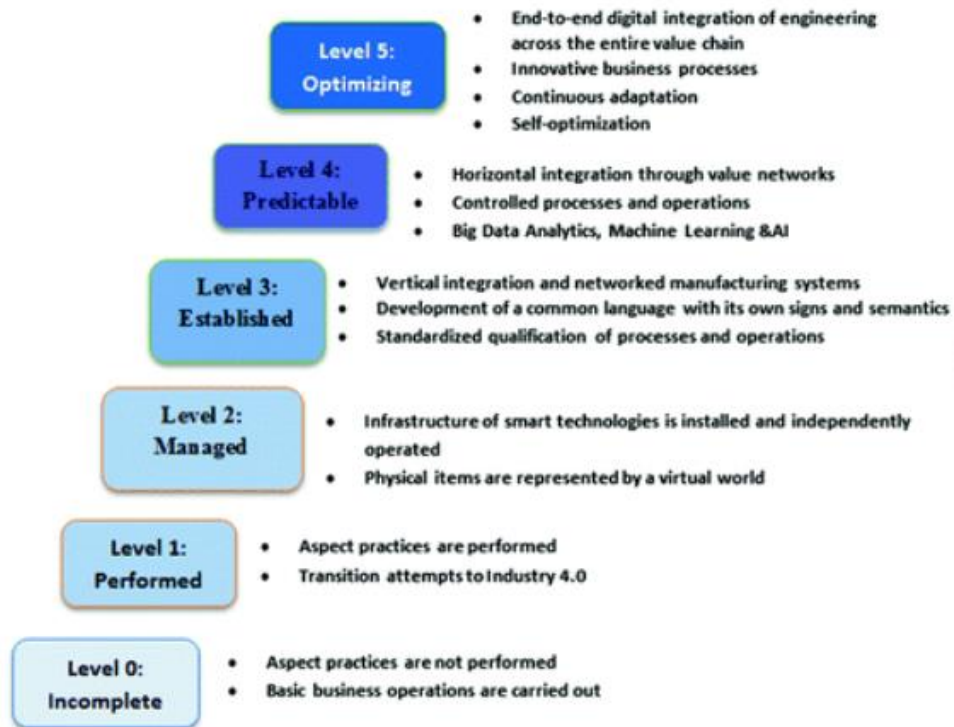 Level 5:
Optimizing
• End-to-end digital integration of engineering
across the entire value chain
• Innovative business processes
• Continuous adaptation
• Self-optimization
Level 4:
Predictable
• Horizontal integration through value networks
• Controlled processes and operations
• Big Data Analytics, Machine Learning &AI
Level 3:
Established
• Vertical integration and networked manufacturing systems
• Development of a common language with its own signs and semantics
• Standardized qualification of processes and operations
Level 2:
Managed
• Infrastructure of smart technologies is installed and independently
operated
• Physical items are represented by a virtual world
Level 1:
Performed
• Aspect practices are performed
• Transition attempts to Industry 4.0
Level 0:
Incomplete
• Aspect practices are not performed
• Basic business operations are carried out